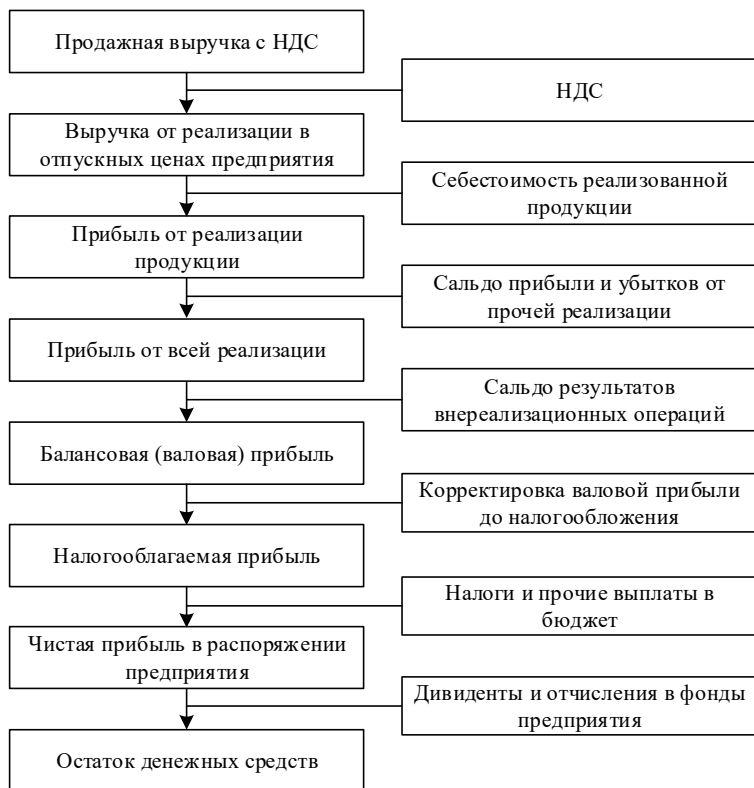 Продажная выручка с НДС
НДС
Выручка от реализации в
отпускных ценах предприятия
Себестоимость реализованной
продукции
Прибыль от реализации
продукции
Сальдо прибыли и убытков от
прочей реализации
Прибыль от всей реализации
Сальдо результатов
внереализационных операций
Балансовая (валовая) прибыль
Корректировка валовой прибыли
до налогообложения
Налогооблагаемая прибыль
Налоги и прочие выплаты в
бюджет
Чистая прибыль в распоряжении
предприятия
Дивиденты и отчисления в фонды
предприятия
Остаток денежных средств